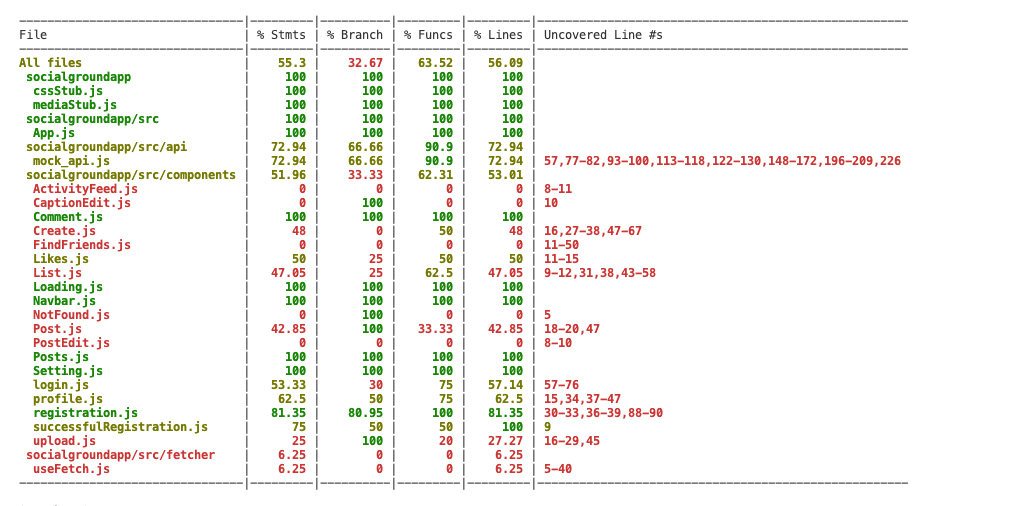 File | % Stmts | % Branch | % Funcs | % Lines | Uncovered Line #s
All files | 55.3 | 32.67 | 63.52 | 56.09 |
socialgroundapp | 100 | 100 | 100 | 100 |
cssStub.js | 100 | 100 | 100 | 100 |
mediaStub.js | 100 | 100 | 100 | 100 |
socialgroundapp/src | 100 | 100 | 100 | 100 |
App.js | 100 | 100 | 100 | 100 |
socialgroundapp/src/api | 72.94 | 66.66 | 90.9 | 72.94 |
mock_api.js | 72.94 | 66.66 | 90.9 | 72.94 | 57,77-82,93-100,113-118,122-130,148-172,196-209,226
socialgroundapp/src/components | 51.96 | 33.33 | 62.31 | 53.01 |
ActivityFeed.js | 0 | 0 | 0 | 0 | 8-11
CaptionEdit.js | 0 | 100 | 0 | 0 | 10
Comment.js | 100 | 100 | 100 | 100 |
Create.js | 48 | 0 | 50 | 48 | 16,27-38,47-67
FindFriends.js | 0 | 0 | 0 | 0 | 11-50
Likes.js | 50 | 25 | 50 | 50 | 11-15
List.js | 47.05 | 25 | 62.5 | 47.05 | 9-12,31,38,43-58
Loading.js | 100 | 100 | 100 | 100 |
Navbar.js | 100 | 100 | 100 | 100 |
NotFound.js | 0 | 100 | 0 | 0 | 5
Post.js | 42.85 | 100 | 33.33 | 42.85 | 18-20,47
PostEdit.js | 0 | 0 | 0 | 0 | 8-10
Posts.js | 100 | 100 | 100 | 100 |
Setting.js | 100 | 100 | 100 | 100 |
login.js | 53.33 | 30 | 75 | 57.14 | 57-76
profile.js | 62.5 | 50 | 75 | 62.5 | 15,34,37-47
registration.js | 81.35 | 80.95 | 100 | 81.35 | 30-33,36-39,88-90
successfulRegistration.js | 75 | 50 | 50 | 100 | 9
upload.js | 25 | 100 | 20 | 27.27 | 16-29,45
socialgroundapp/src/fetcher | 6.25 | 0 | 0 | 6.25 |
useFetch.js | 6.25 | 0 | 0 | 6.25 | 5-40